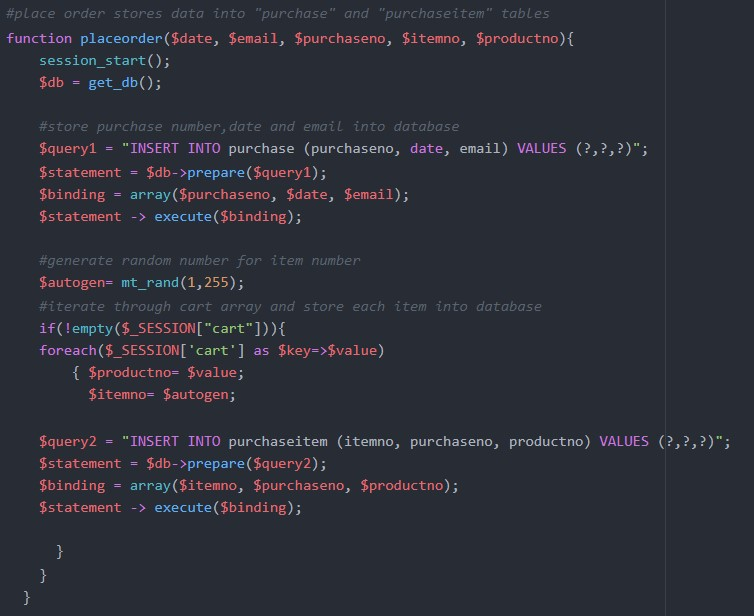 #place order stores data into "purchase" and "purchaseitem" tables
function placeorder($date, $email, $purchaseno, $itemno, $productno){
session_start();
$db = get_db();
#store purchase number,date and email into database
$query1 = "INSERT INTO purchase (purchaseno, date, email) VALUES (?,?,?)";
$statement = $db->prepare($query1);
$binding = array($purchaseno, $date, $email);
$statement -> execute($binding);
#generate random number for item number
$autogen= mt_rand(1,255);
#iterate through cart array and store each item into database
if(!empty($_SESSION["cart"])){
foreach($_SESSION['cart'] as $key=>$value)
{ $productno= $value;
$itemno= $autogen;
$query2 = "INSERT INTO purchaseitem (itemno, purchaseno, productno) VALUES (?,?,?)";
$statement = $db->prepare($query2);
$binding = array($itemno, $purchaseno, $productno);
$statement -> execute($binding);
}
}
}